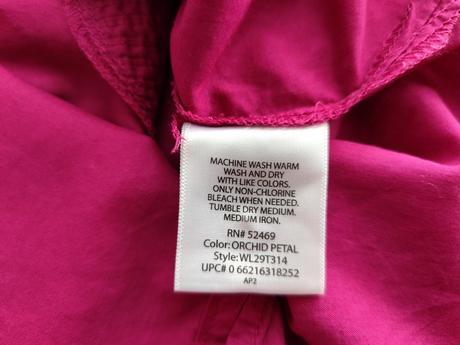 MACHINE WASH WARM
WASH AND DRY
WITH LIKE COLORS.
ONLY NON-CHLORINE
BLEACH WHEN NEEDED.
TUMBLE DRY MEDIUM.
MEDIUM IRON.
RN# 52469
Color: ORCHID PETAL
Style: WL29T314
UPC# 0 66216318252
AP2